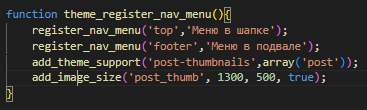 function theme_register_nav_menu(){
register_nav_menu('top','Меню в шапке');
register_nav_menu('footer','Меню в подвале');
add_theme_support('post-thumbnails',array('post'));
add_image_size('post_thumb', 1300, 500, true);
}